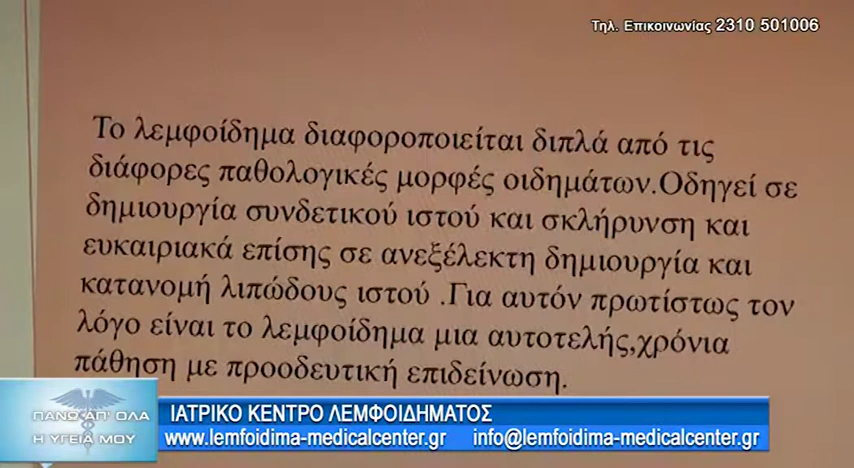 Τηλ. Επικοινωνίας 2310 501006
Το λεμφοίδημα διαφοροποιείται διπλά από τις
διάφορες παθολογικές μορφές οιδημάτων.Οδηγεί σε
δημιουργία συνδετικού ιστού και σκλήρυνση και
ευκαιριακά επίσης σε ανεξέλεκτη δημιουργία και
κατανομή λιπώδους ιστού .Για αυτόν πρωτίστως τον
λόγο είναι το λεμφοίδημα μια αυτοτελής,χρόνια
πάθηση με προοδευτική επιδείνωση.
ΠΑΝΩ ΑΠ' ΟΛΑ
Η ΥΓΕΙΑ ΜΟΥ
ΙΑΤΡΙΚΟ ΚΕΝΤΡΟ ΛΕΜΦΟΙΔΗΜΑΤΟΣ
www.lemfoidima-medicalcenter.gr info@lemfoidima-medicalcenter.gr